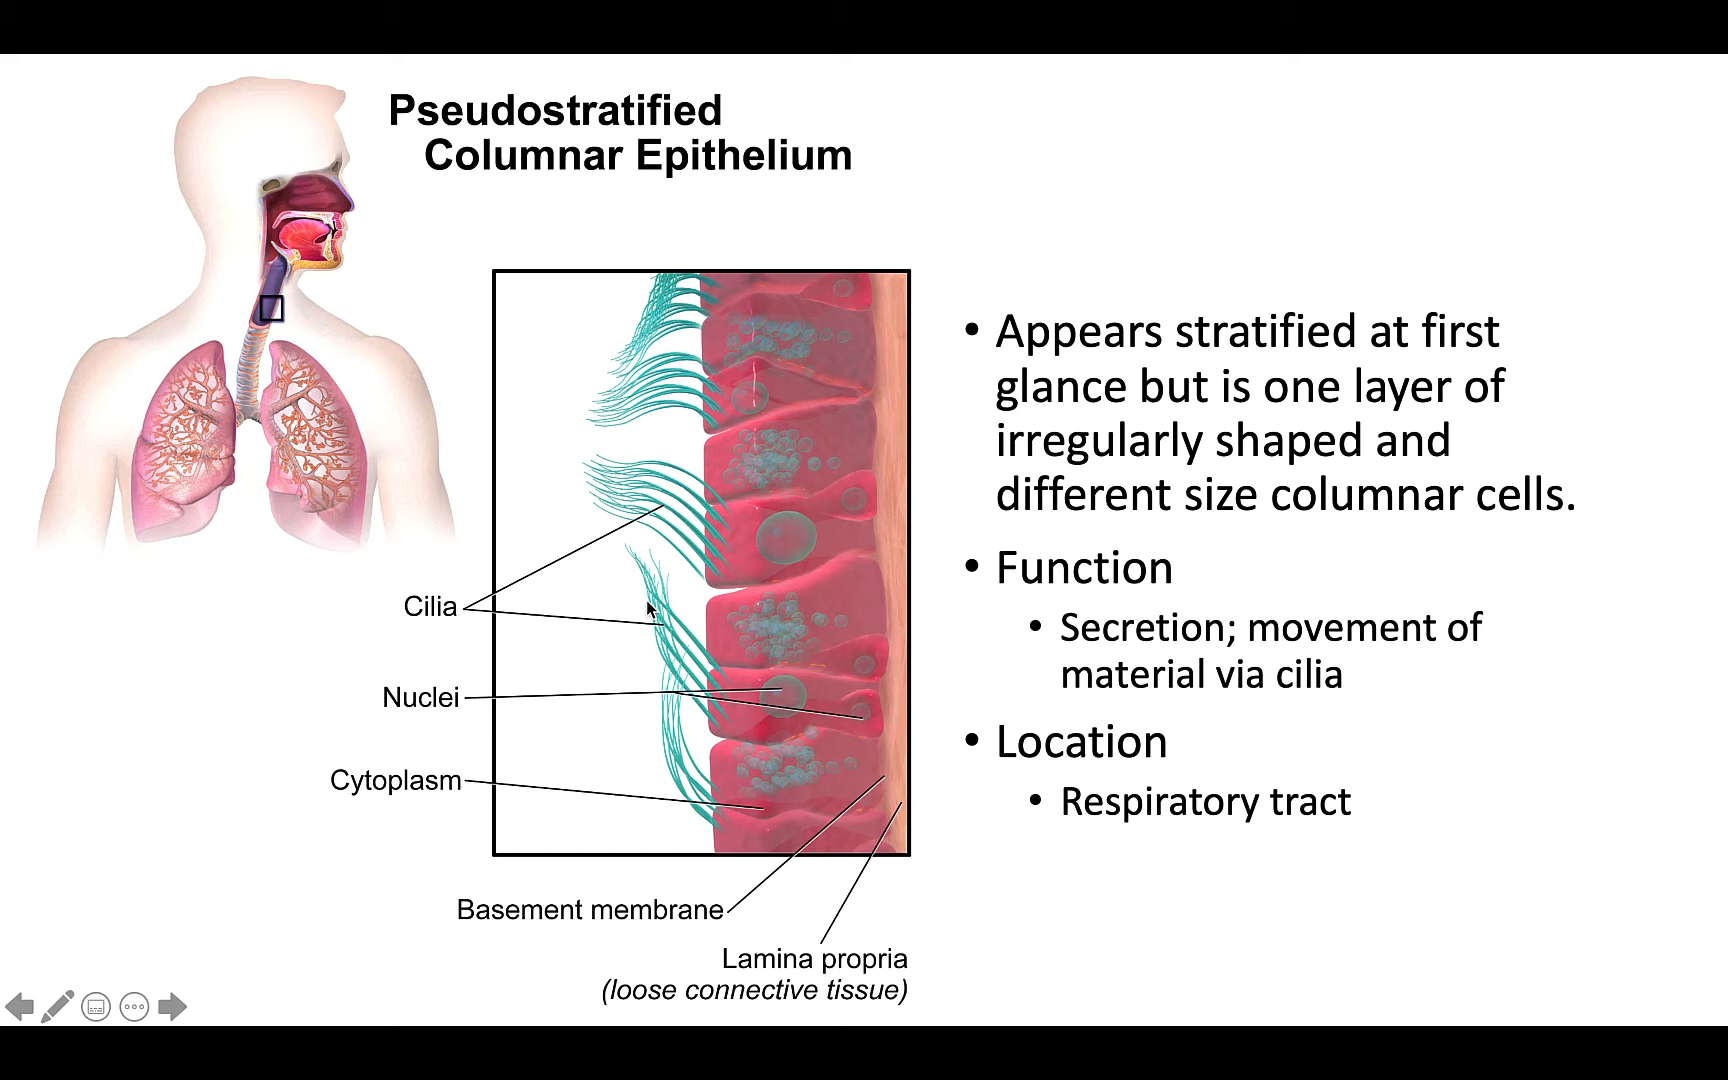 Pseudostratified
Columnar Epithelium
• Appears stratified at first
glance but is one layer of
irregularly shaped and
different size columnar cells.
• Function
• Secretion; movement of
material via cilia
• Location
• Respiratory tract
Cilia
Nuclei
Cytoplasm
Basement membrane
Lamina propria
(loose connective tissue)